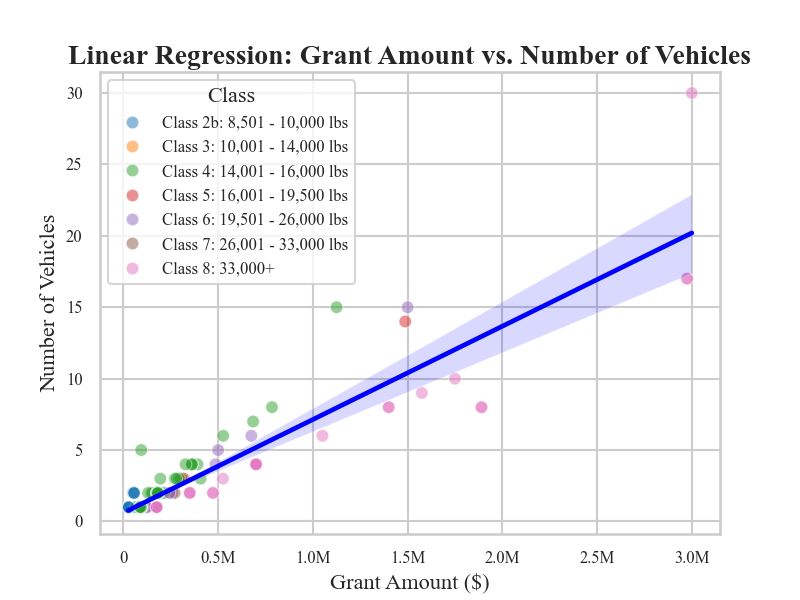 Linear Regression: Grant Amount vs. Number of Vehicles
Class
Class 2b: 8,501 - 10,000 lbs
Class 3: 10,001 - 14,000 lbs
Class 4: 14,001 - 16,000 lbs
Class 5: 16,001 - 19,500 lbs
Class 6: 19,501 - 26,000 lbs
Class 7: 26,001 - 33,000 lbs
Class 8: 33,000+
Number of Vehicles
30
25
20
15
10
5
0
0 0.5M 1.0M 1.5M 2.0M 2.5M 3.0M
Grant Amount ($)